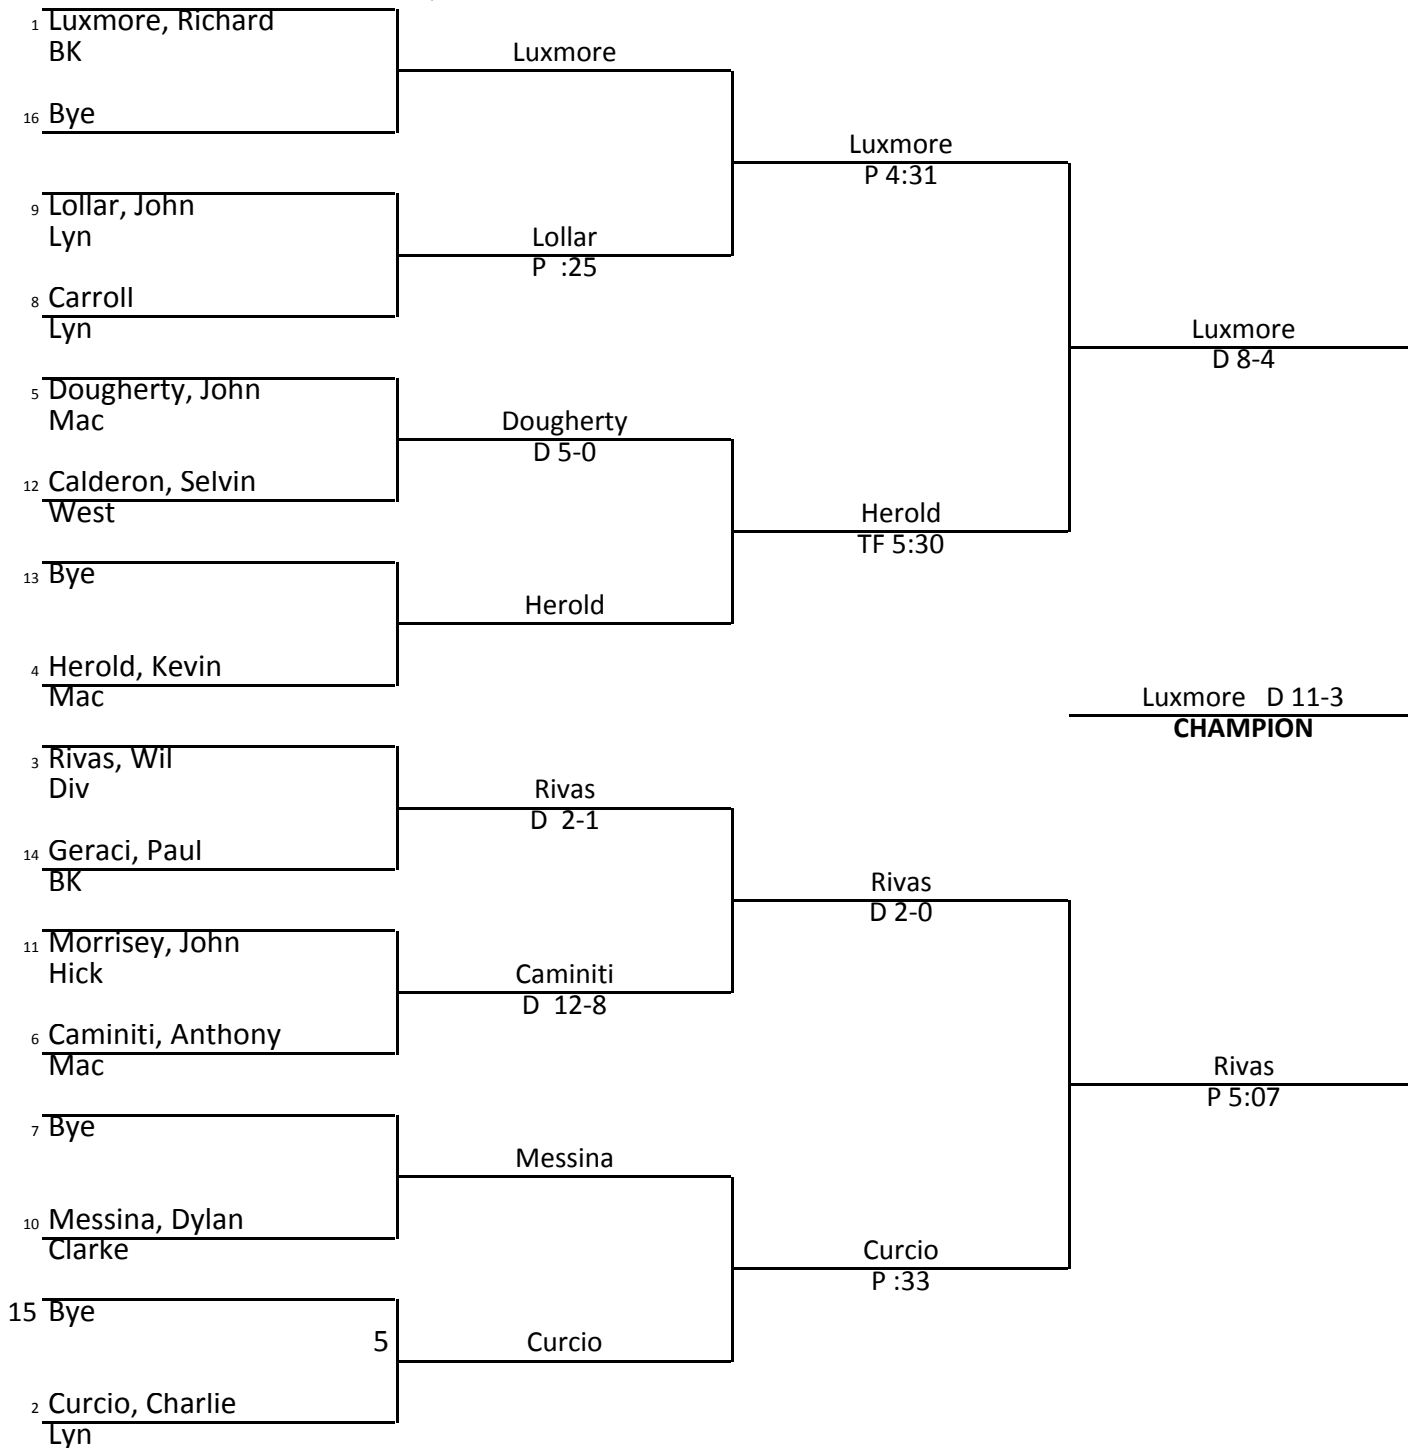 1 Luxmore, Richard
BK
Luxmore
16 Bye
Luxmore
P 4:31
9 Lollar, John
Lyn
Lollar
P :25
8 Carroll
Lyn
Luxmore
D 8-4
5 Dougherty, John
Mac
Dougherty
D 5-0
12 Calderon, Selvin
West
Herold
TF 5:30
13 Bye
Herold
4 Herold, Kevin
Mac
Luxmore D 11-3
CHAMPION
3 Rivas, Wil
Div
Rivas
D 2-1
14 Geraci, Paul
BK
Rivas
D 2-0
11 Morrisey, John
Hick
Caminiti
D 12-8
6 Caminiti, Anthony
Mac
Rivas
P 5:07
7 Bye
Messina
10 Messina, Dylan
Clarke
Curcio
P :33
15 Bye
5
Curcio
2 Curcio, Charlie
Lyn